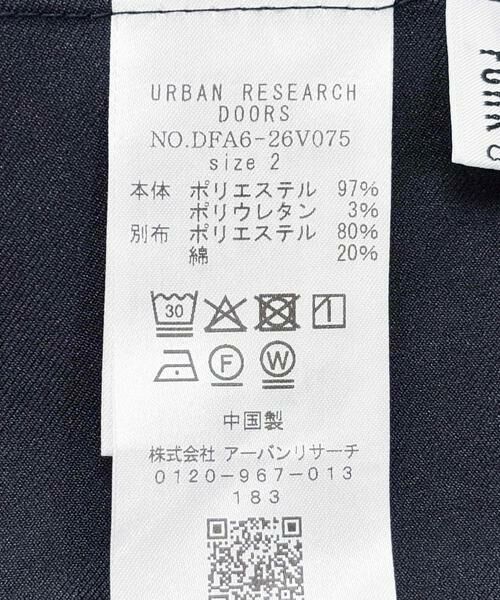 URBAN RESEARCH
DOORS
NO.DFA6-26V075
size 2
本体 ポリエステル 97%
ポリウレタン 3%
別布 ポリエステル 80%
綿 20%
30
F W
中国製
株式会社 アーバンリサーチ
0120-967-013
183